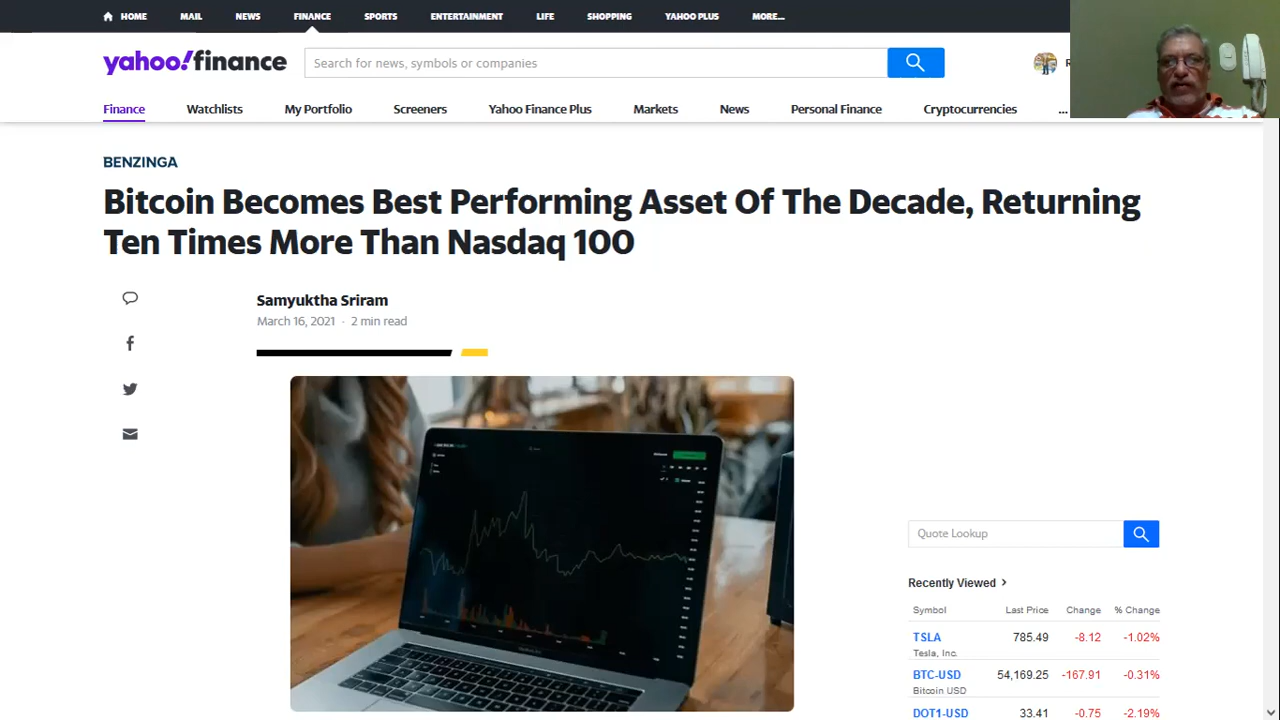 HOME MAIL NEWS FINANCE SPORTS ENTERTAINMENT LIFE SHOPPING YAHOO PLUS MORE...
yahoo!finance
Search for news, symbols or companies
Finance Watchlists My Portfolio Screeners Yahoo Finance Plus Markets News Personal Finance Cryptocurrencies ...
BENZINGA
Bitcoin Becomes Best Performing Asset Of The Decade, Returning
Ten Times More Than Nasdaq 100
Samyuktha Sriram
March 16, 2021 · 2 min read
Quote Lookup
Recently Viewed
Symbol Last Price Change % Change
TSLA 785.49 -8.12 -1.02%
Tesla, Inc.
BTC-USD 54,169.25 -167.91 -0.31%
Bitcoin USD
DOT1-USD 33.41 -0.75 -2.19%